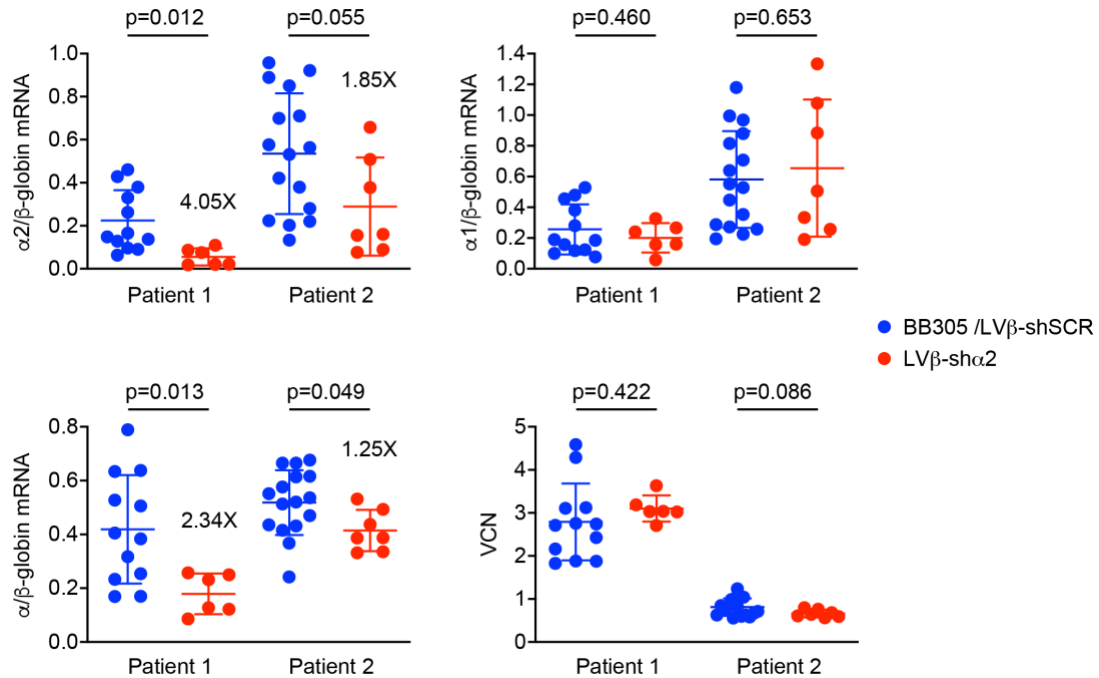 p=0.012 p=0.055
α2/β-globin mRNA
1.0
0.8
0.6
0.4
0.2
0.0
4.05X
1.85X
Patient 1 Patient 2
p=0.460 p=0.653
α1/β-globin mRNA
1.4
1.2
1.0
0.8
0.6
0.4
0.2
0.0
Patient 1 Patient 2
BB305 /LVβ-shSCR
LVβ-shα2
p=0.013 p=0.049
α/β-globin mRNA
0.8
0.6
0.4
0.2
0.0
2.34X
1.25X
Patient 1 Patient 2
p=0.422 p=0.086
VCN
5
4
3
2
1
0
Patient 1 Patient 2